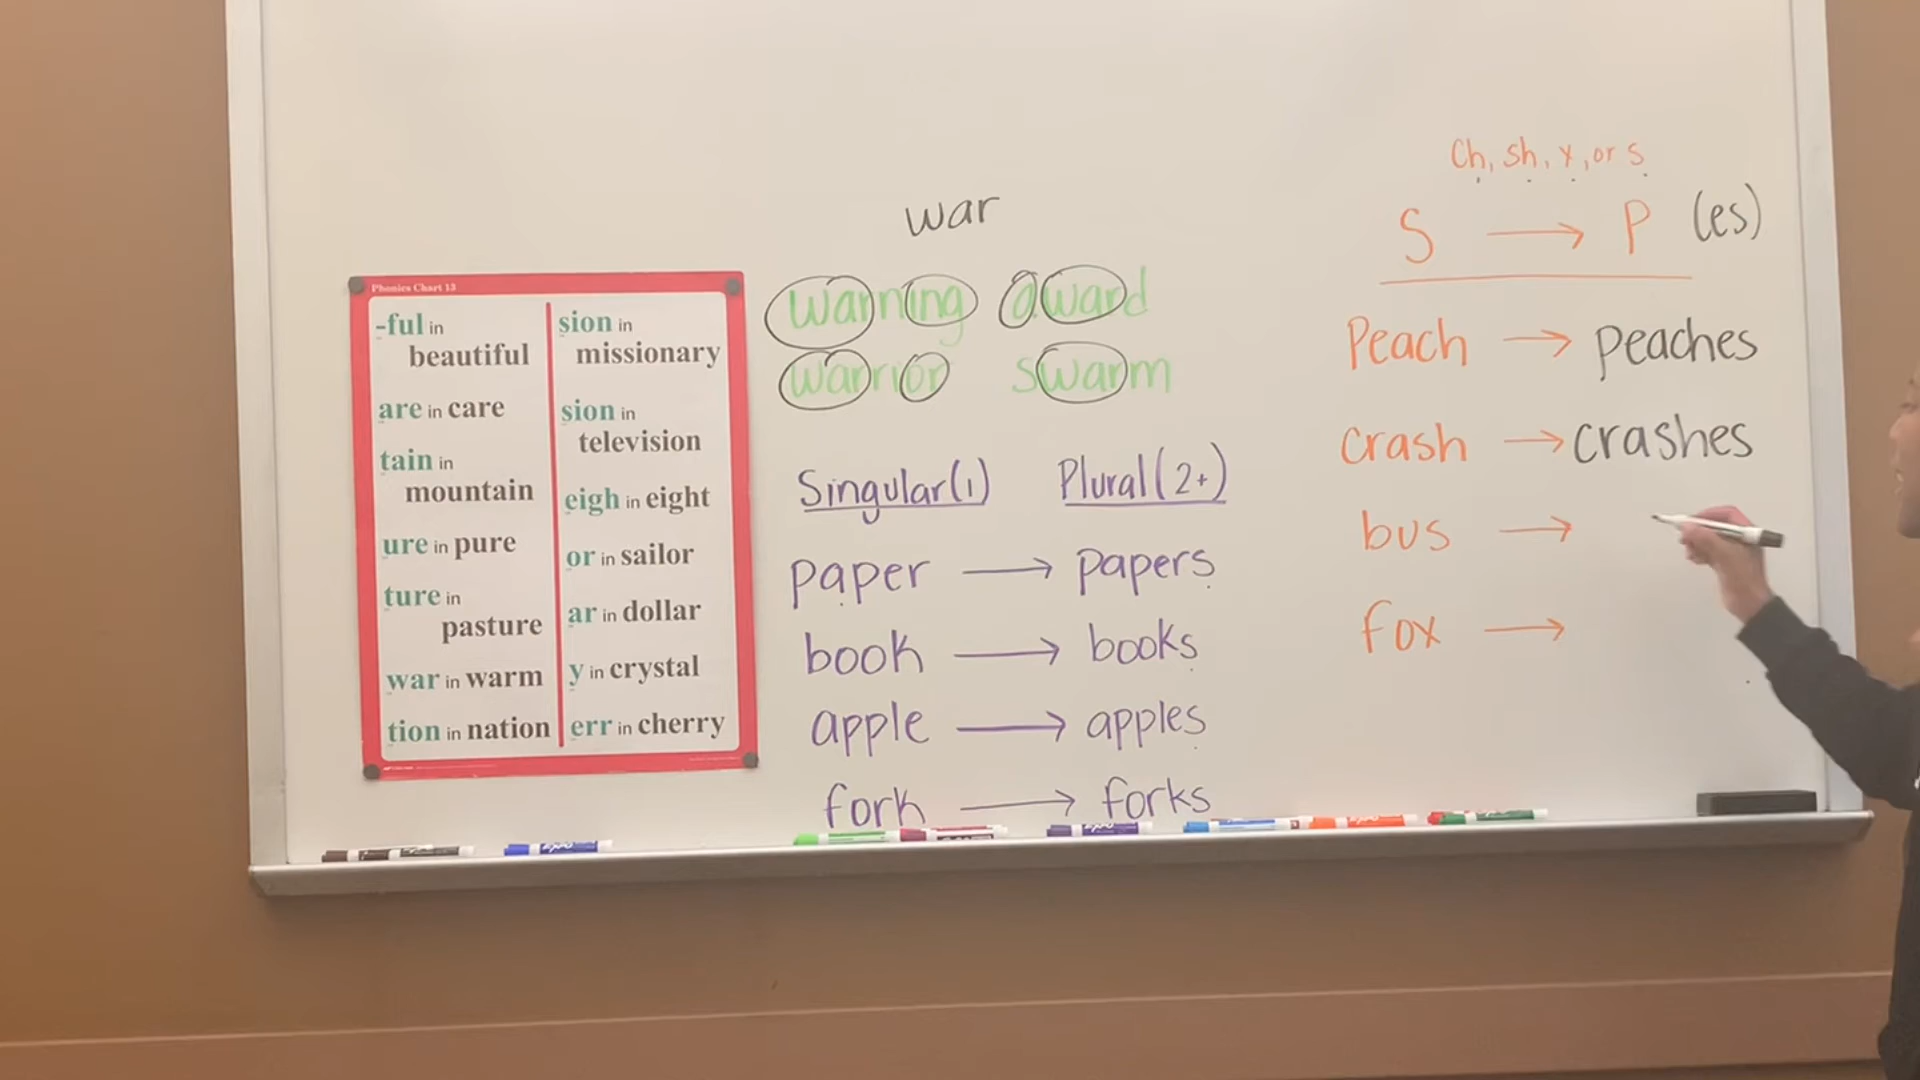 Phonics Chart 13
-ful in
beautiful
are in care
tain in
mountain
ure in pure
ture in
pasture
war in warm
tion in nation
sion in
missionary
sion in
television
eigh in eight
or in sailor
ar in dollar
y in crystal
err in cherry
war
warning award
warrior swarm
Singular(1) Plural(2+)
paper → papers
book → books
apple → apples
fork → forks
Ch, sh, x, or s
S → P (es)
Peach → peaches
crash → crashes
bus →
fox →